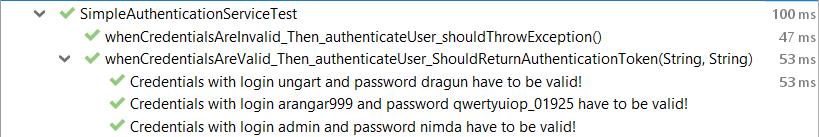 SimpleAuthenticationServiceTest 100 ms
whenCredentialsAreInvalid_Then_authenticateUser_shouldThrowException() 47 ms
whenCredentialsAreValid_Then_authenticateUser_ShouldReturnAuthenticationToken(String, String) 53 ms
Credentials with login ungart and password dragun have to be valid! 53 ms
Credentials with login arangar999 and password qwertyuiop_01925 have to be valid!
Credentials with login admin and password nimda have to be valid!